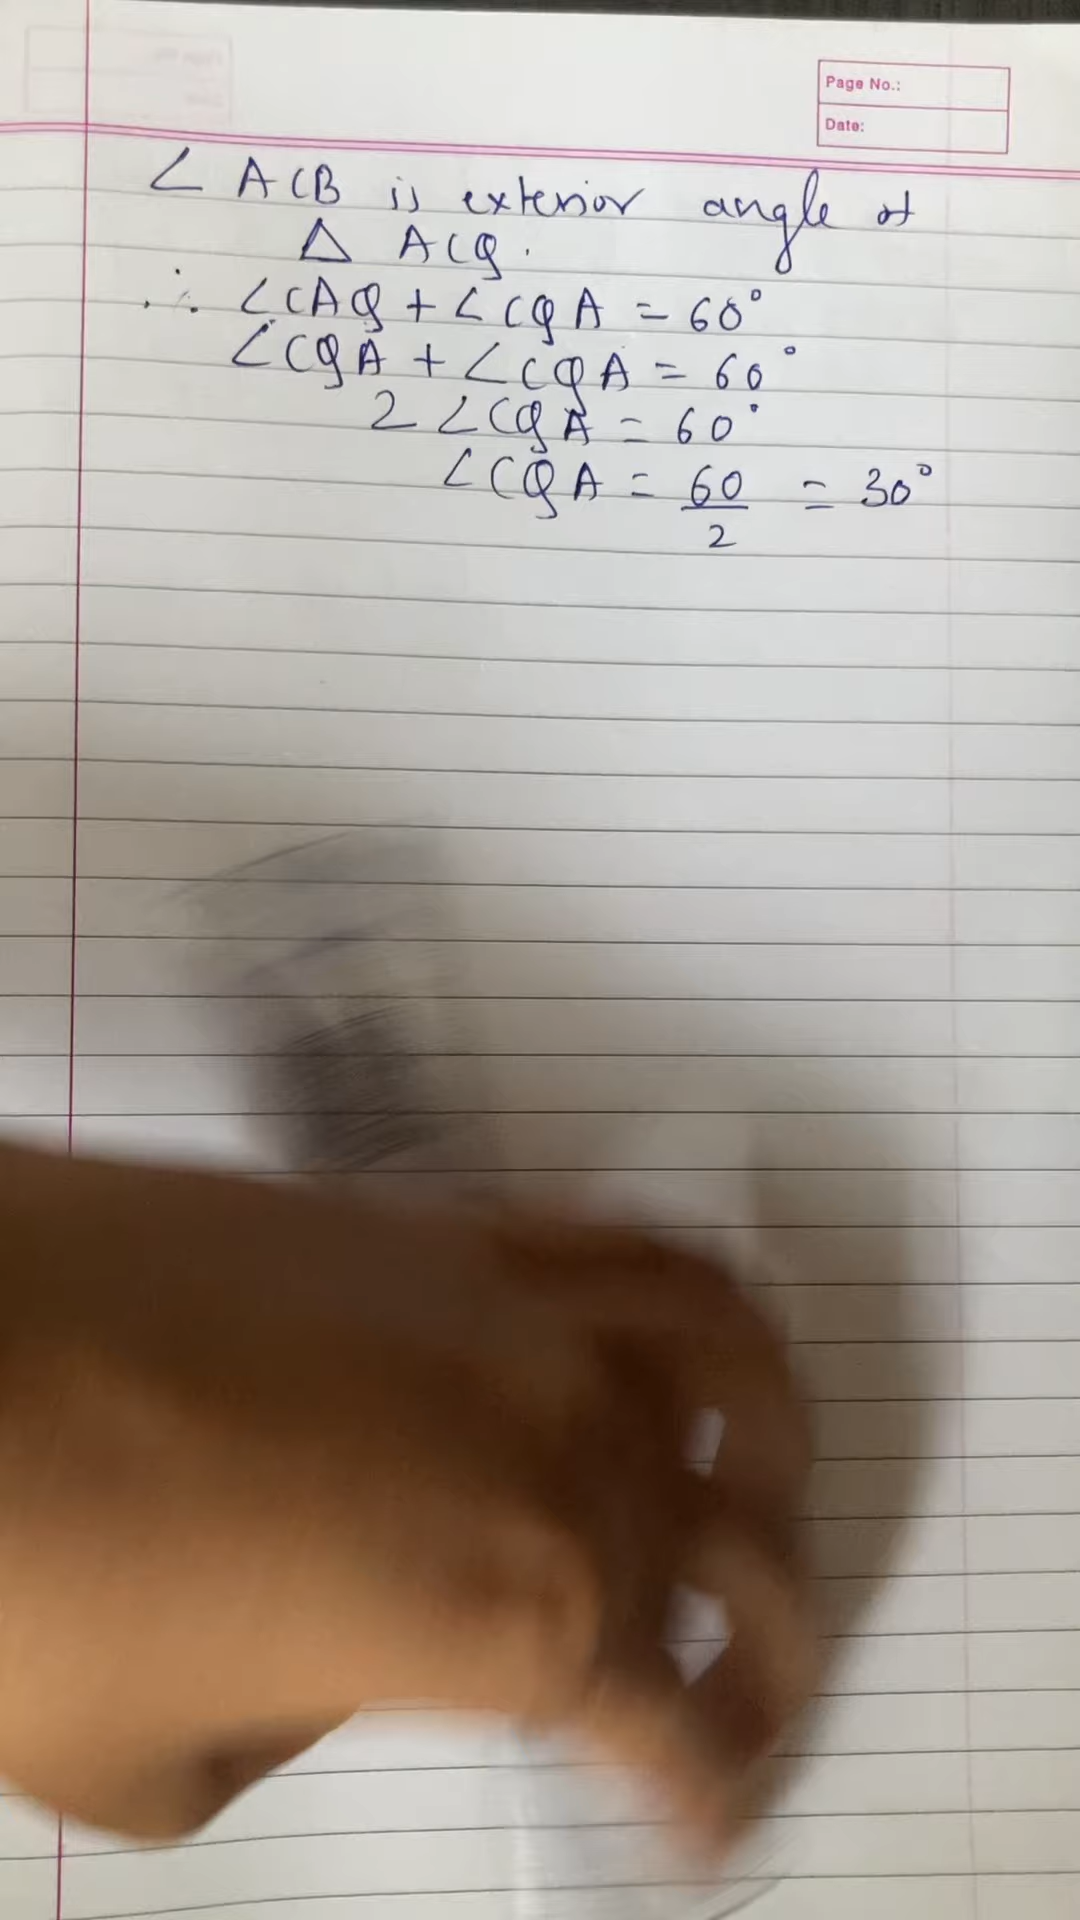 Page No.:
Date:
∠ ACB is exterior angle of
△ ACQ.
∴ ∠CAQ + ∠CQA = 60°
∠CQA + ∠CQA = 60°
2 ∠CQA = 60°
∠CQA = 60/2 = 30°